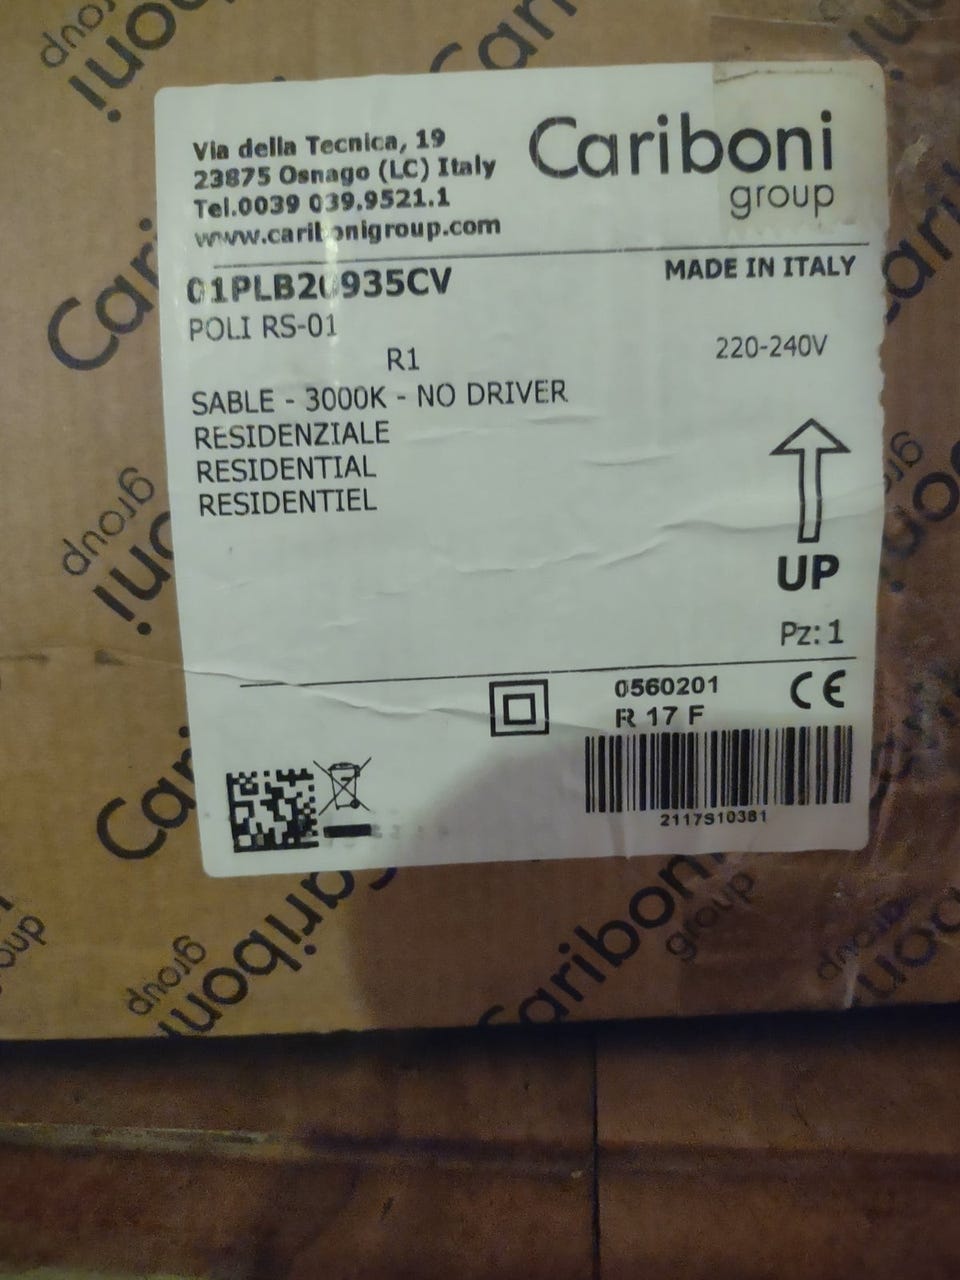 Via della Tecnica, 19
23875 Osnago (LC) Italy
Tel.0039 039.9521.1
www.caribonigroup.com
Cariboni
group
01PLB20935CV
MADE IN ITALY
POLI RS-01
R1
220-240V
SABLE - 3000K - NO DRIVER
RESIDENZIALE
RESIDENTIAL
RESIDENTIEL
UP
Pz: 1
0560201
R 17 F
CE
2117S10381
Cariboni
group